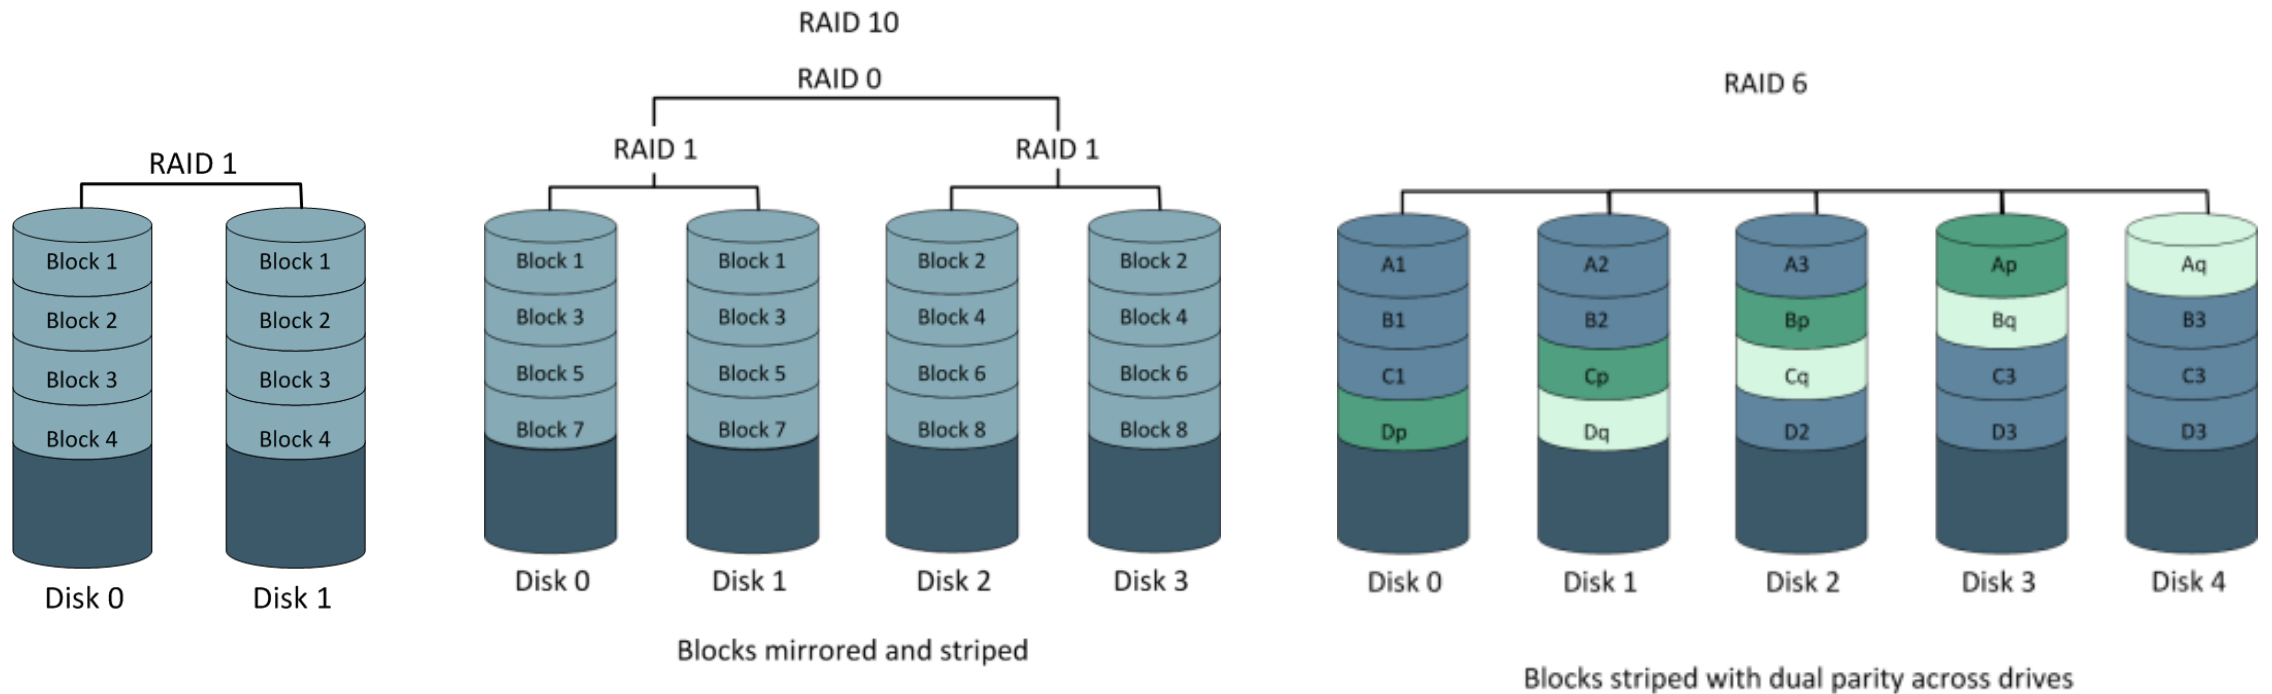 RAID 1
Block 1 Block 1
Block 2 Block 2
Block 3 Block 3
Block 4 Block 4
Disk 0 Disk 1
RAID 10
RAID 0
RAID 1 RAID 1
Block 1 Block 1 Block 2 Block 2
Block 3 Block 3 Block 4 Block 4
Block 5 Block 5 Block 6 Block 6
Block 7 Block 7 Block 8 Block 8
Disk 0 Disk 1 Disk 2 Disk 3
Blocks mirrored and striped
RAID 6
A1 A2 A3 Ap Aq
B1 B2 Bp Bq B3
C1 Cp Cq C3 C3
Dp Dq D2 D3 D3
Disk 0 Disk 1 Disk 2 Disk 3 Disk 4
Blocks striped with dual parity across drives